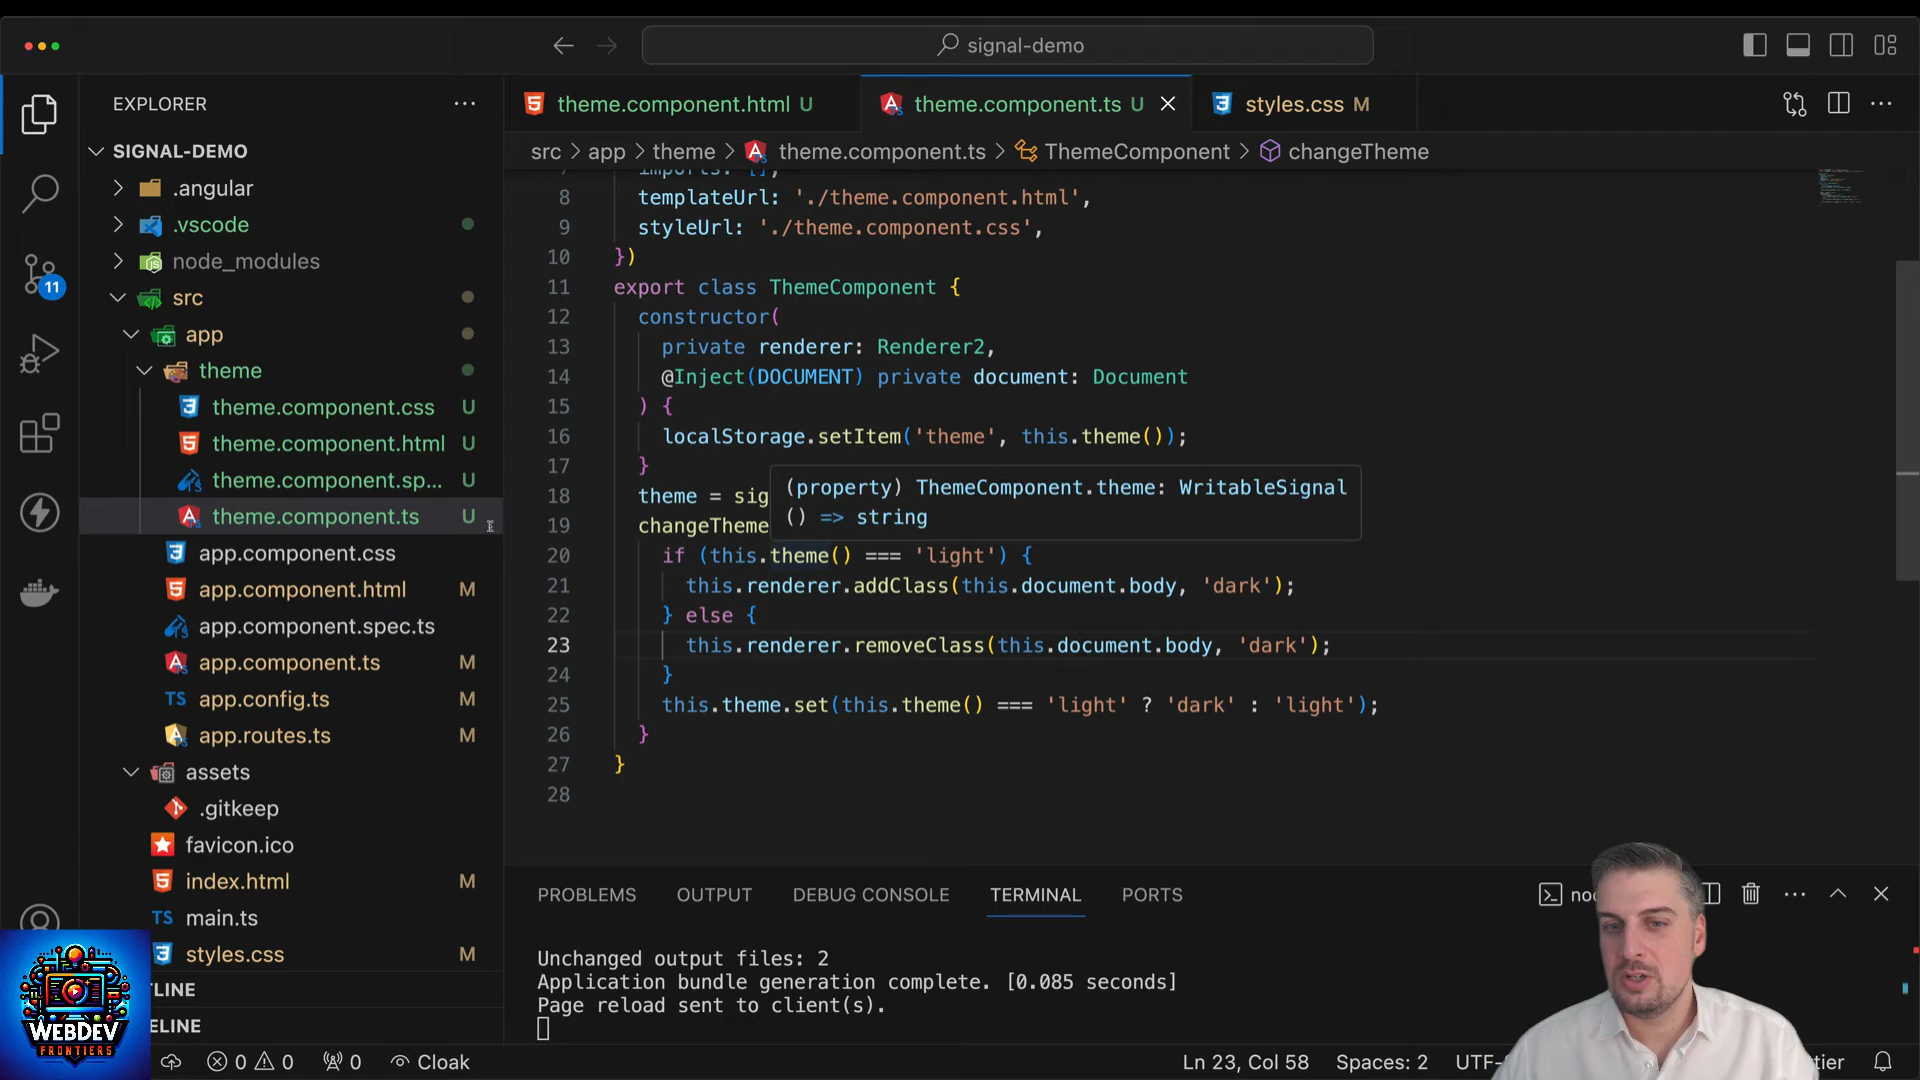 signal-demo
EXPLORER
SIGNAL-DEMO
.angular
.vscode
node_modules
src
app
theme
theme.component.css U
theme.component.html U
theme.component.sp... U
theme.component.ts U
app.component.css
app.component.html M
app.component.spec.ts
app.component.ts M
app.config.ts M
app.routes.ts M
assets
.gitkeep
favicon.ico
index.html M
main.ts
styles.css M
TLINE
ELINE
11
TS
TS
WEBDEV
FRONTIERS
theme.component.html U
theme.component.ts U
styles.css M
src > app > theme > theme.component.ts > ThemeComponent > changeTheme
7 imports: [],
8 templateUrl: './theme.component.html',
9 styleUrl: './theme.component.css',
10 })
11 export class ThemeComponent {
12 constructor(
13 private renderer: Renderer2,
14 @Inject(DOCUMENT) private document: Document
15 ) {
16 localStorage.setItem('theme', this.theme());
17 }
18 theme = sig
19 changeTheme
(property) ThemeComponent.theme: WritableSignal
() => string
20 if (this.theme() === 'light') {
21 this.renderer.addClass(this.document.body, 'dark');
22 } else {
23 this.renderer.removeClass(this.document.body, 'dark');
24 }
25 this.theme.set(this.theme() === 'light' ? 'dark' : 'light');
26 }
27 }
28
PROBLEMS OUTPUT DEBUG CONSOLE TERMINAL PORTS
Unchanged output files: 2
Application bundle generation complete. [0.085 seconds]
Page reload sent to client(s).
0 0 0 Cloak
Ln 23, Col 58 Spaces: 2